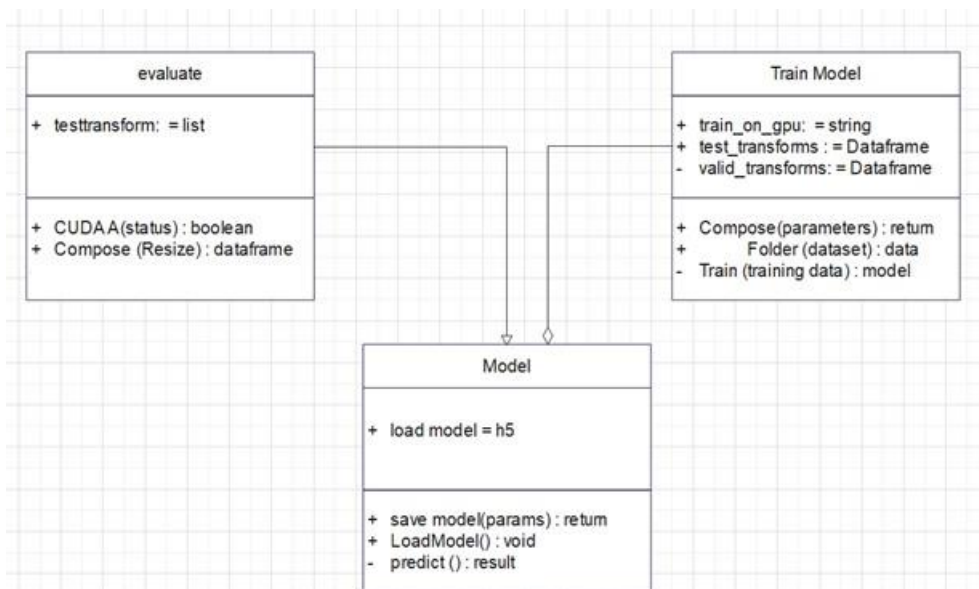 evaluate
+ testtransform: = list
+ CUDAA(status) : boolean
+ Compose (Resize) : dataframe
Train Model
+ train_on_gpu: = string
+ test_transforms : = Dataframe
- valid_transforms: = Dataframe
+ Compose(parameters) : return
+ Folder (dataset) : data
- Train (training data) : model
Model
+ load model = h5
+ save model(params) : return
+ LoadModel() : void
- predict () : result